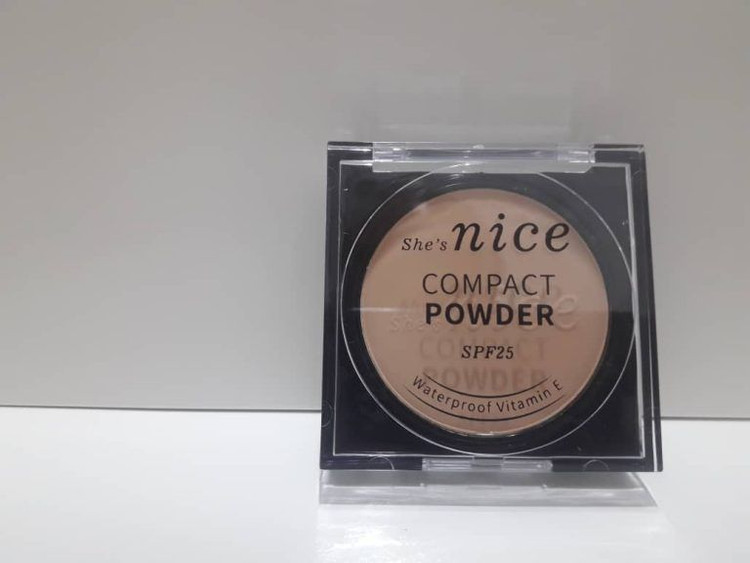 She's nice
COMPACT
POWDER
SPF25
Waterproof Vitamin E